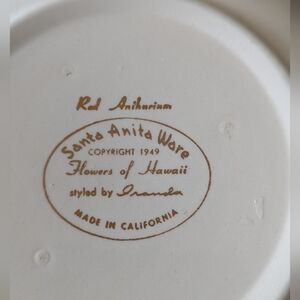 Red Anthurium
Santa Anita Ware
COPYRIGHT 1949
Flowers of Hawaii
styled by
MADE IN CALIFORNIA